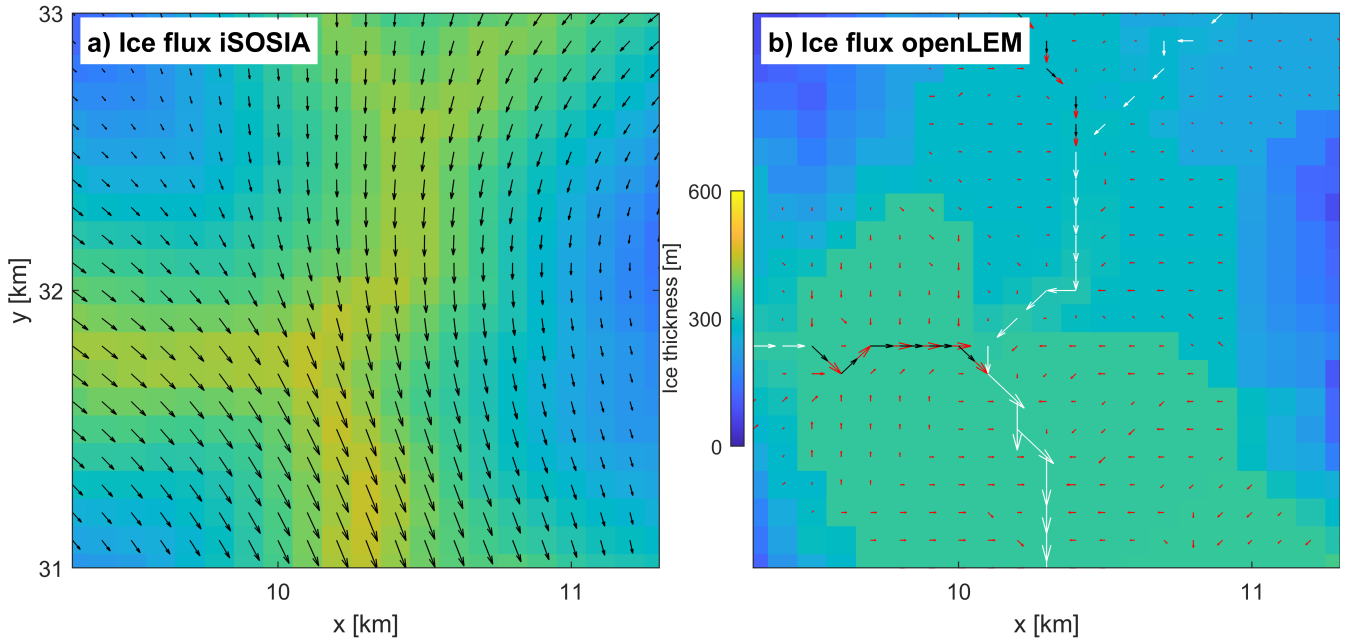 a) Ice flux iSOSIA
b) Ice flux openLEM
33
32
31
y [km]
10
11
x [km]
600
300
0
Ice thickness [m]
10
11
x [km]